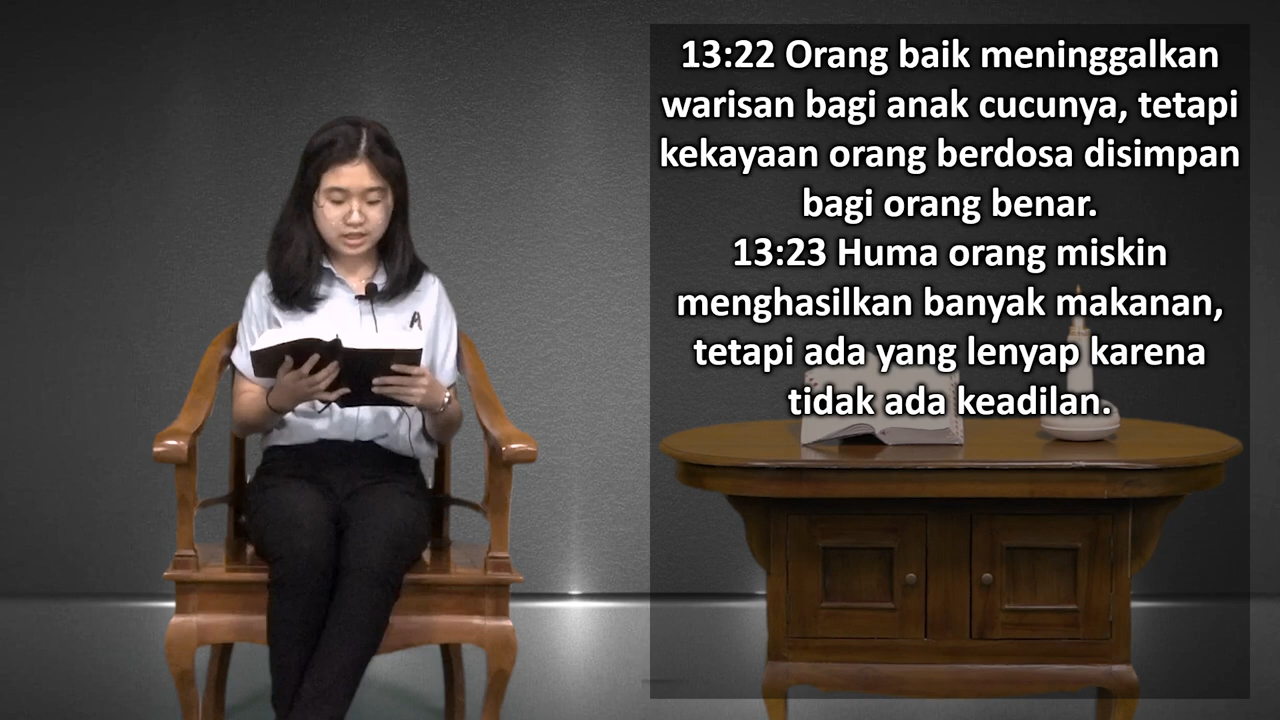 13:22 Orang baik meninggalkan
warisan bagi anak cucunya, tetapi
kekayaan orang berdosa disimpan
bagi orang benar.
13:23 Huma orang miskin
menghasilkan banyak makanan,
tetapi ada yang lenyap karena
tidak ada keadilan.